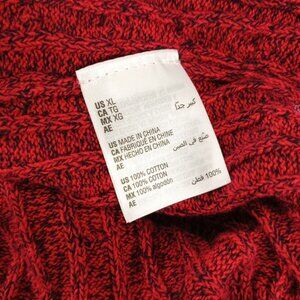 US XL
CA TG
MX XG
AE كبير جدًا
US MADE IN CHINA
CA FABRIQUÉ EN CHINE
MX HECHO EN CHINA
AE صنع في الصين
US 100% COTTON
CA 100% COTON
MX 100% algodón
AE 100% قطن